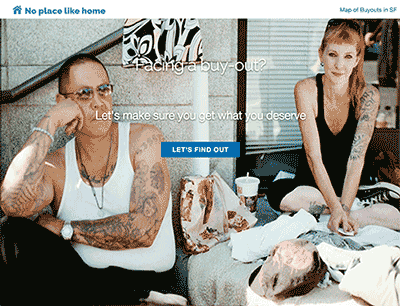 No place like home
Map of Buyouts in SF
Facing a buy-out?
Let's make sure you get what you deserve
LET'S FIND OUT